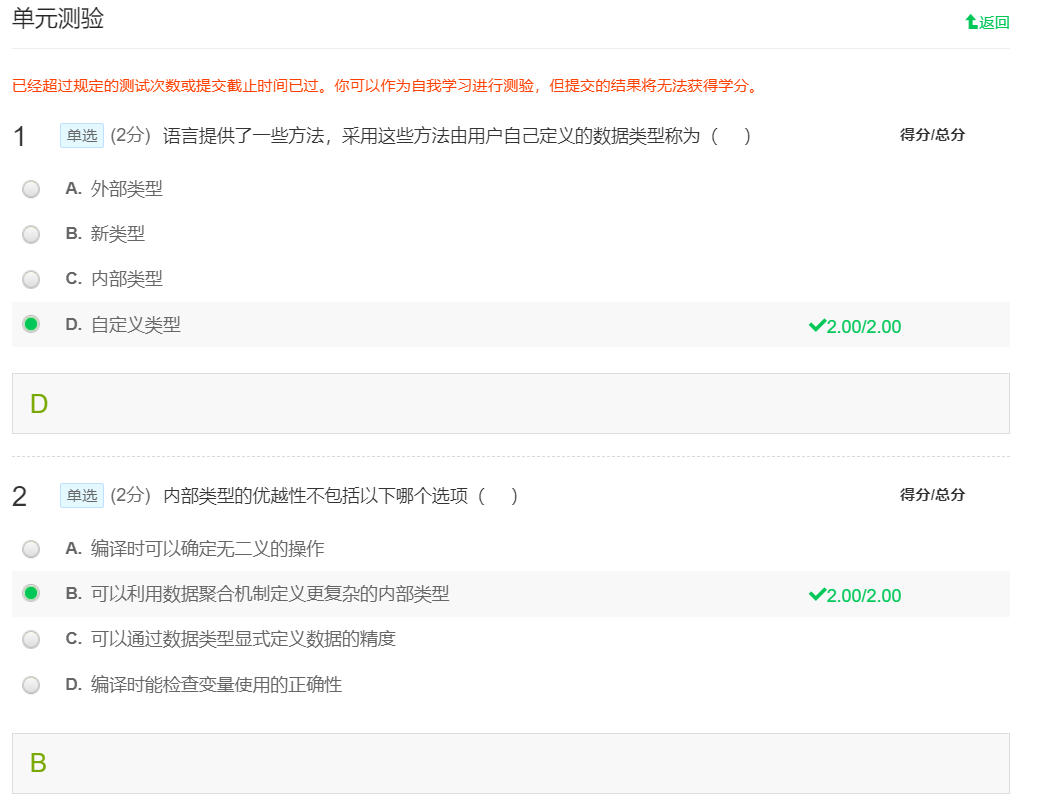 单元测验
返回
已经超过规定的测试次数或提交截止时间已过。你可以作为自我学习进行测验，但提交的结果将无法获得学分。
1 单选 (2分) 语言提供了一些方法，采用这些方法由用户自己定义的数据类型称为（ ） 得分/总分
A. 外部类型
B. 新类型
C. 内部类型
D. 自定义类型 2.00/2.00
D
2 单选 (2分) 内部类型的优越性不包括以下哪个选项（ ） 得分/总分
A. 编译时可以确定无二义的操作
B. 可以利用数据聚合机制定义更复杂的内部类型 2.00/2.00
C. 可以通过数据类型显式定义数据的精度
D. 编译时能检查变量使用的正确性
B